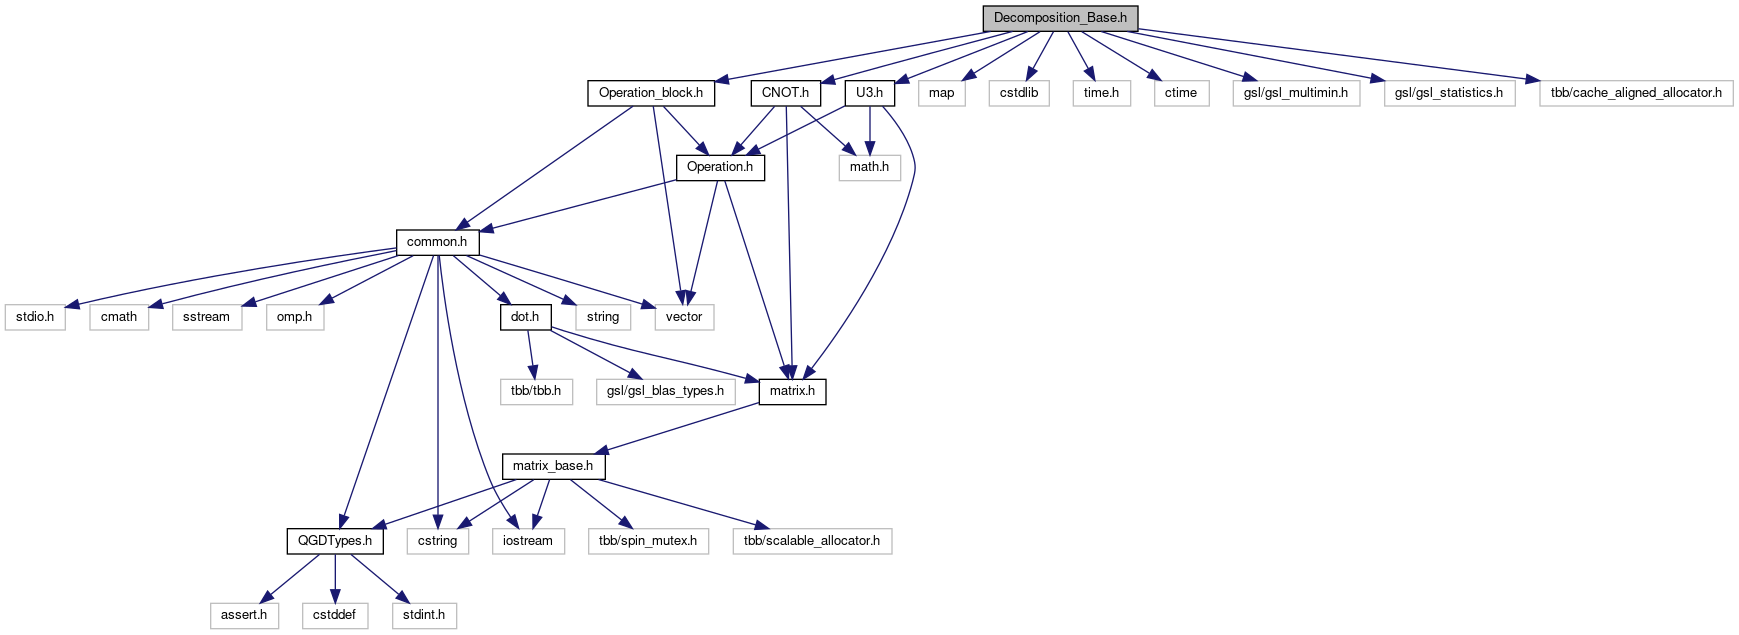 Decomposition_Base.h
Operation_block.h
CNOT.h
U3.h
map
cstdlib
time.h
ctime
gsl/gsl_multimin.h
gsl/gsl_statistics.h
tbb/cache_aligned_allocator.h
Operation.h
math.h
common.h
stdio.h
cmath
sstream
omp.h
dot.h
string
vector
tbb/tbb.h
gsl/gsl_blas_types.h
matrix.h
matrix_base.h
QGDTypes.h
cstring
iostream
tbb/spin_mutex.h
tbb/scalable_allocator.h
assert.h
cstddef
stdint.h